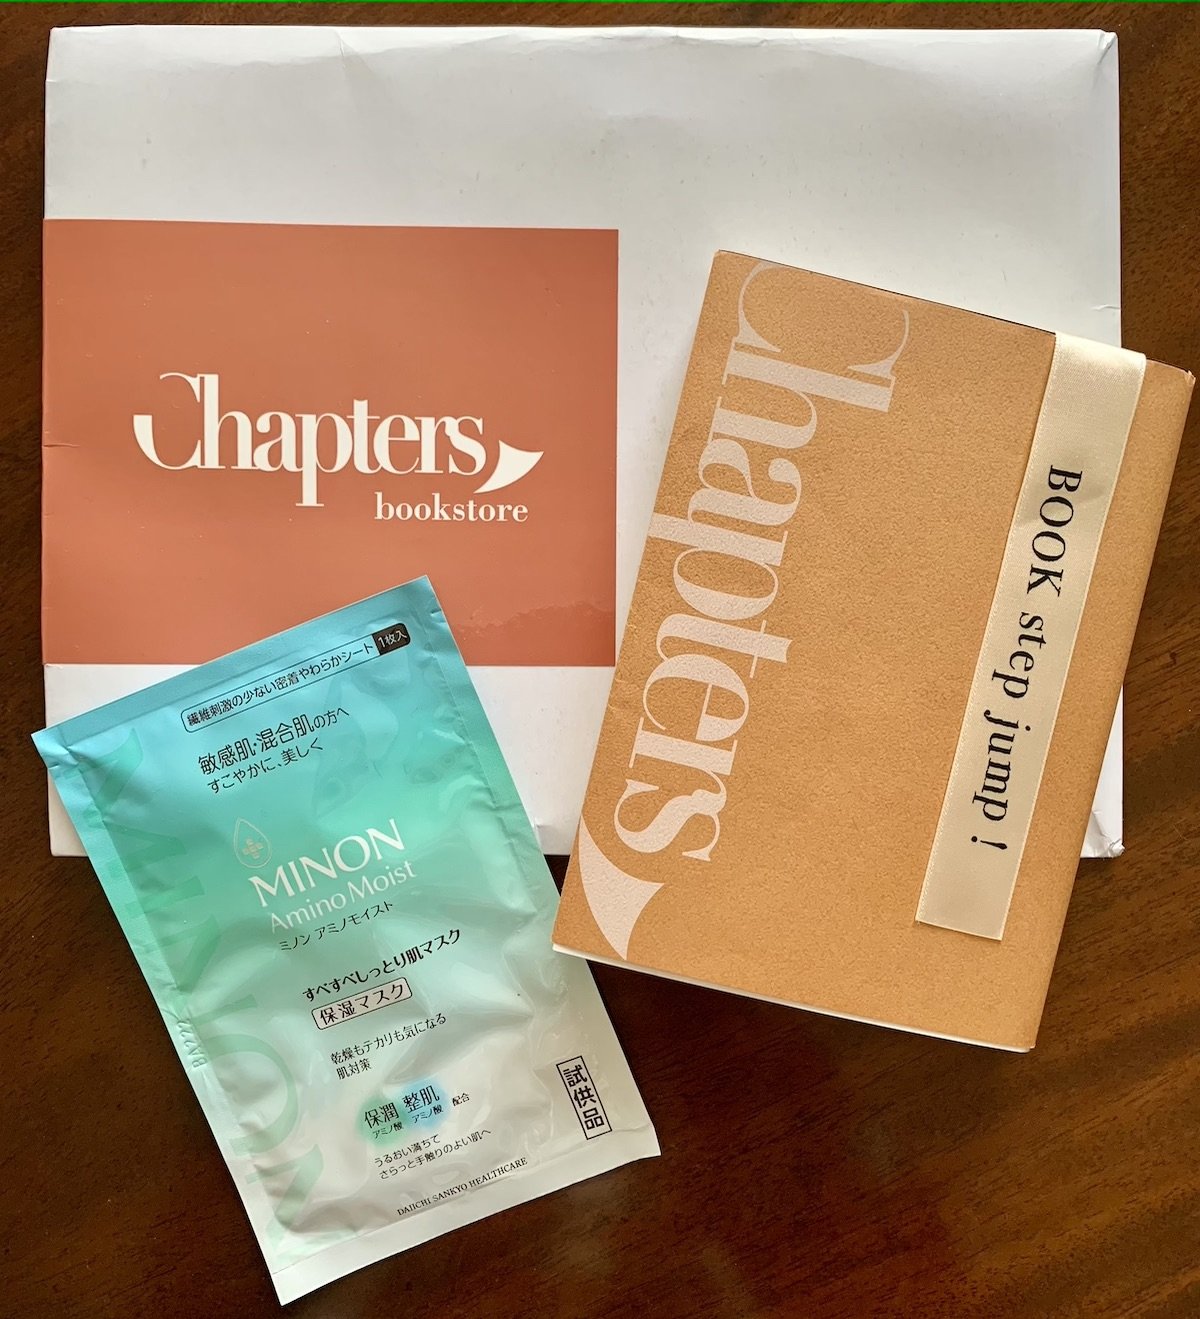 Chapters
bookstore
Chapters
BOOK step jump !
繊維刺激の少ない密着やわらかシート 1枚入
敏感肌・混合肌の方へ
すこやかに、美しく
MINON
Amino Moist
ミノン アミノモイスト
すべすべしっとり肌マスク
保湿マスク
乾燥もテカリも気になる
肌対策
保潤 整肌 配合
アミノ酸 アミノ酸
うるおい満ちて
さらっと手触りのよい肌へ
試供品
DAIICHI SANKYO HEALTHCARE
MINON